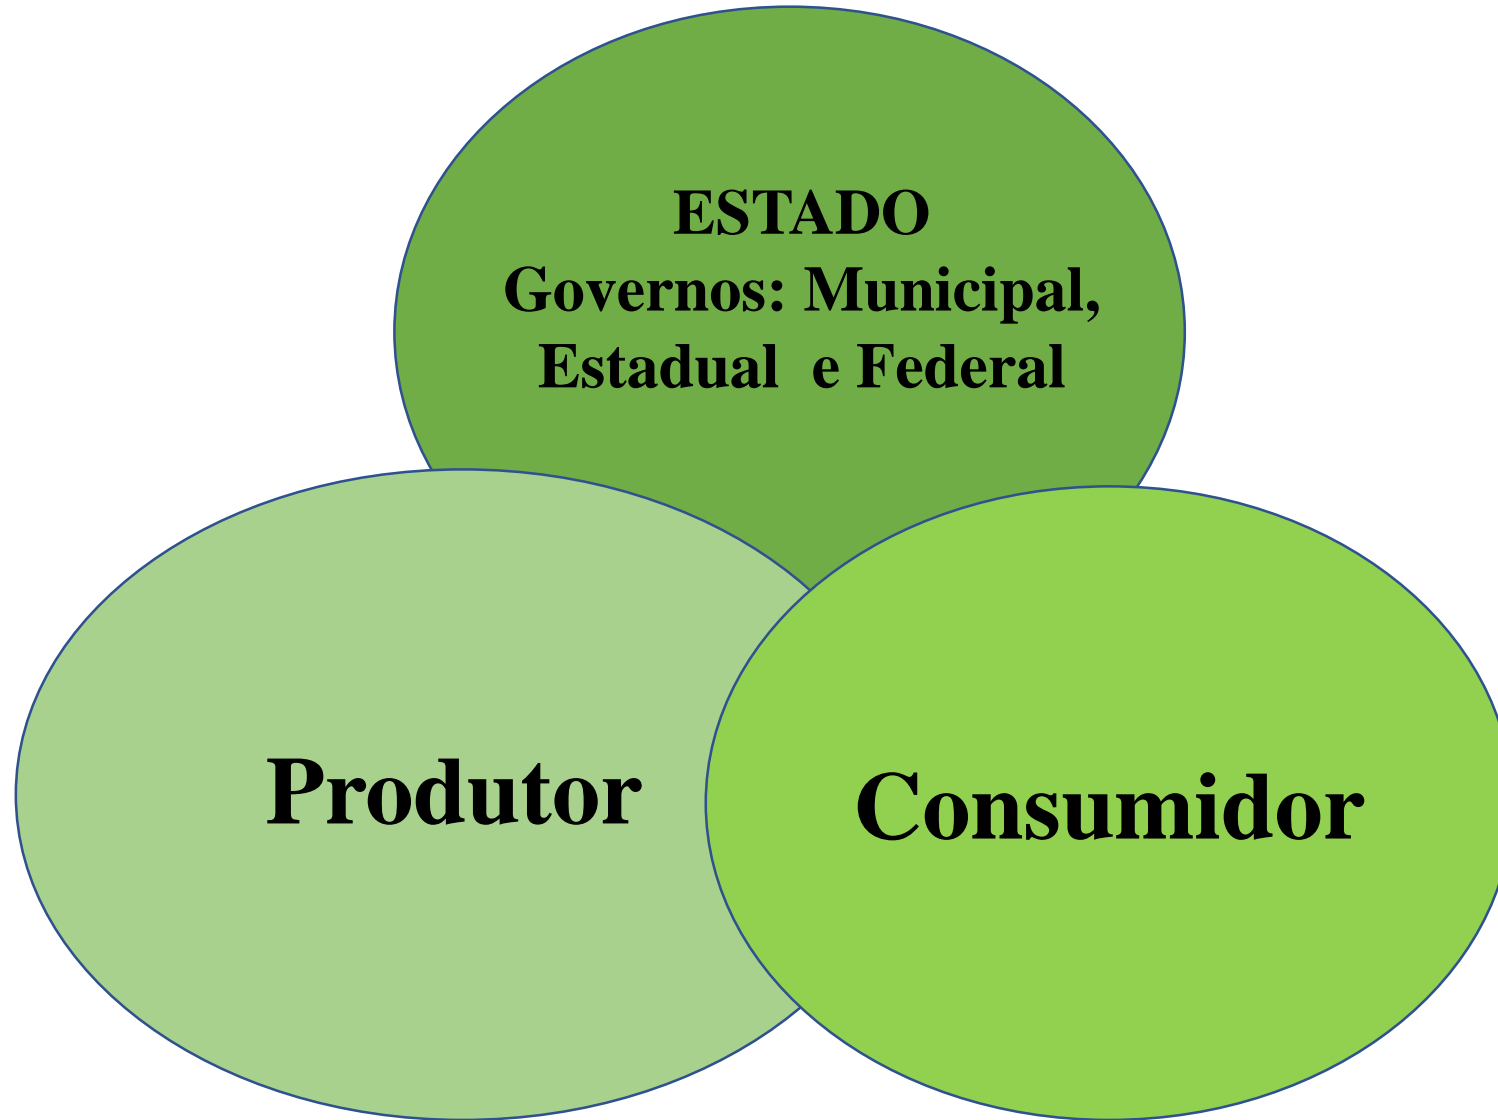 ESTADO
Governos: Municipal,
Estadual  e Federal
Produtor
Consumidor